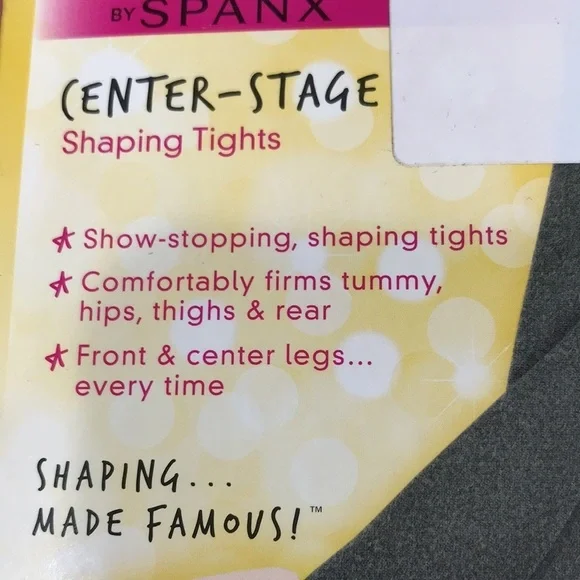 BY SPANX
CENTER-STAGE
Shaping Tights
★ Show-stopping, shaping tights
★ Comfortably firms tummy,
hips, thighs & rear
★ Front & center legs...
every time
SHAPING...
MADE FAMOUS!™